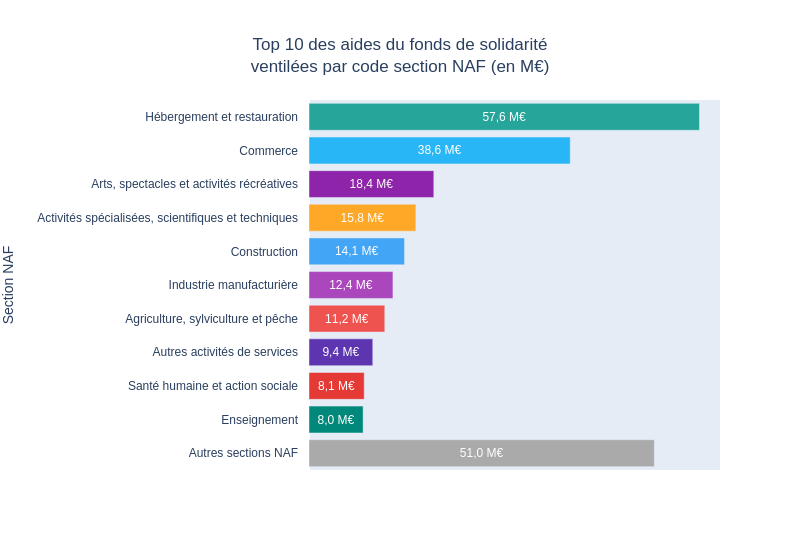 Top 10 des aides du fonds de solidarité
ventilées par code section NAF (en M€)
Section NAF
Hébergement et restauration 57,6 M€
Commerce 38,6 M€
Arts, spectacles et activités récréatives 18,4 M€
Activités spécialisées, scientifiques et techniques 15,8 M€
Construction 14,1 M€
Industrie manufacturière 12,4 M€
Agriculture, sylviculture et pêche 11,2 M€
Autres activités de services 9,4 M€
Santé humaine et action sociale 8,1 M€
Enseignement 8,0 M€
Autres sections NAF 51,0 M€